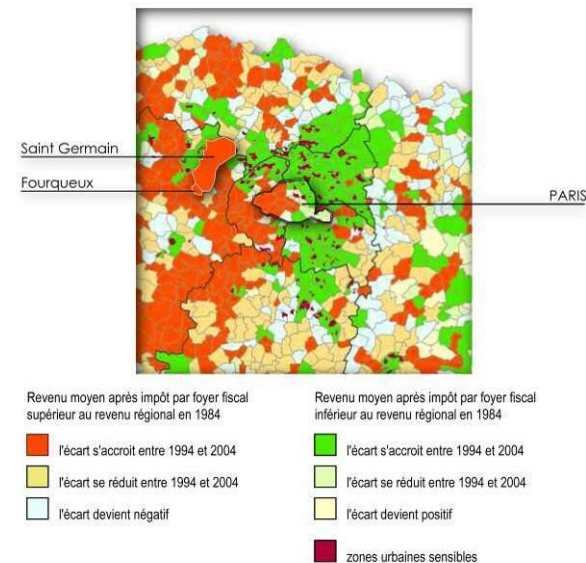 Saint Germain
Fourqueux
PARIS
Revenu moyen après impôt par foyer fiscal
supérieur au revenu régional en 1984
l'écart s'accroit entre 1994 et 2004
l'écart se réduit entre 1994 et 2004
l'écart devient négatif
Revenu moyen après impôt par foyer fiscal
inférieur au revenu régional en 1984
l'écart s'accroit entre 1994 et 2004
l'écart se réduit entre 1994 et 2004
l'écart devient positif
zones urbaines sensibles